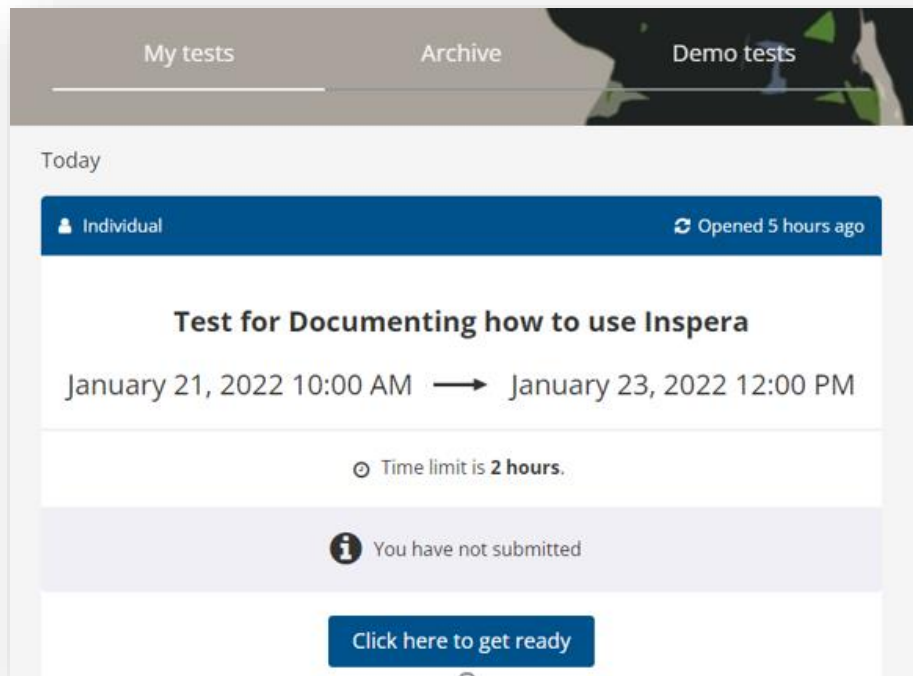 My tests Archive Demo tests
Today
Individual Opened 5 hours ago
Test for Documenting how to use Inspera
January 21, 2022 10:00 AM → January 23, 2022 12:00 PM
Time limit is 2 hours.
You have not submitted
Click here to get ready